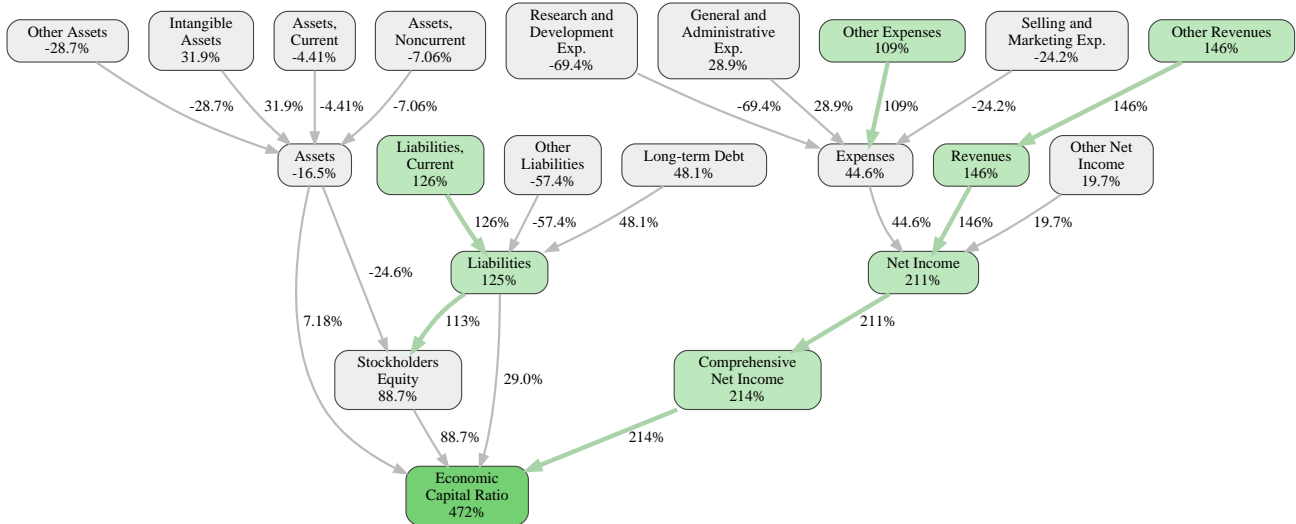 Other Assets
-28.7%
Intangible
Assets
31.9%
Assets,
Current
-4.41%
Assets,
Noncurrent
-7.06%
Research and
Development
Exp.
-69.4%
General and
Administrative
Exp.
28.9%
Other Expenses
109%
Selling and
Marketing Exp.
-24.2%
Other Revenues
146%
-28.7%
31.9%
-4.41%
-7.06%
-69.4%
28.9%
109%
-24.2%
146%
Assets
-16.5%
Liabilities,
Current
126%
Other
Liabilities
-57.4%
Long-term Debt
48.1%
Expenses
44.6%
Revenues
146%
Other Net
Income
19.7%
126%
-57.4%
48.1%
44.6%
146%
19.7%
-24.6%
Liabilities
125%
Net Income
211%
7.18%
113%
211%
Stockholders
Equity
88.7%
29.0%
Comprehensive
Net Income
214%
88.7%
214%
Economic
Capital Ratio
472%